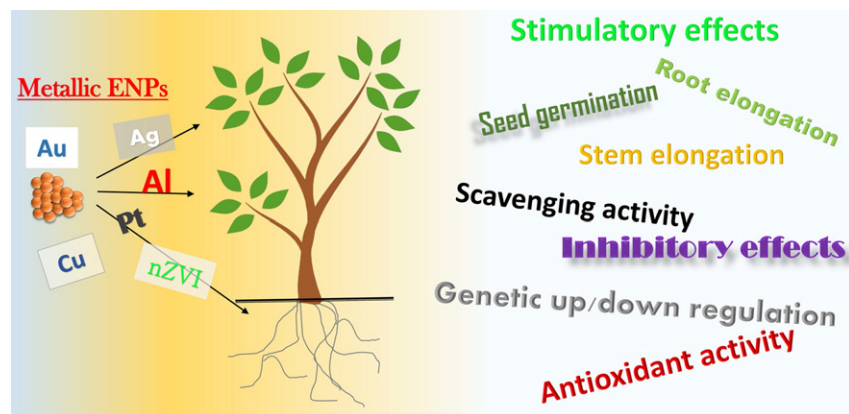 Metallic ENPs
Au
Ag
Al
Pt
Cu
nZVI
Stimulatory effects
Root elongation
Seed germination
Stem elongation
Scavenging activity
Inhibitory effects
Genetic up/down regulation
Antioxidant activity